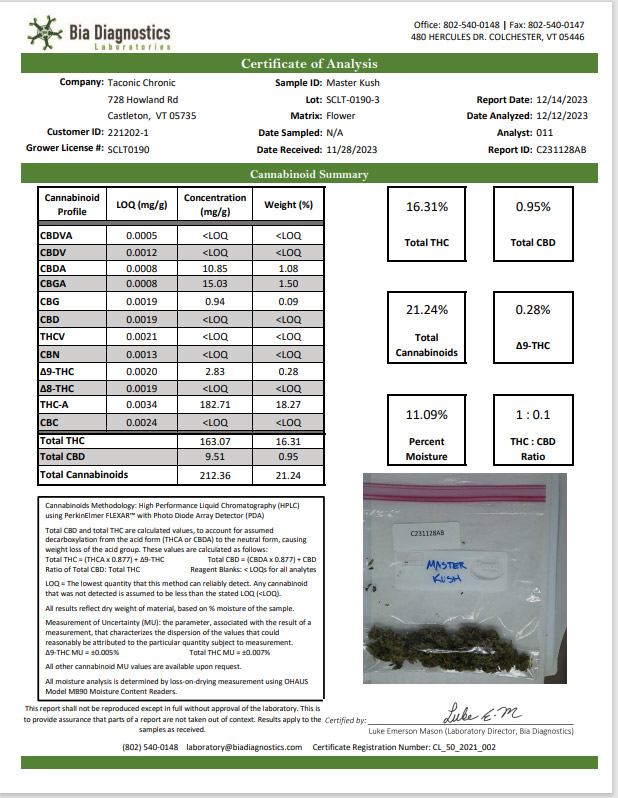 Bia Diagnostics
Laboratories
Office: 802-540-0148 | Fax: 802-540-0147
480 HERCULES DR. COLCHESTER, VT 05446
Certificate of Analysis
Company: Taconic Chronic
728 Howland Rd
Castleton, VT 05735
Customer ID: 221202-1
Grower License #: SCLT0190
Sample ID: Master Kush
Lot: SCLT-0190-3
Matrix: Flower
Date Sampled: N/A
Date Received: 11/28/2023
Report Date: 12/14/2023
Date Analyzed: 12/12/2023
Analyst: 011
Report ID: C231128AB
Cannabinoid Summary
Cannabinoid Profile LOQ (mg/g) Concentration (mg/g) Weight (%)
CBDVA 0.0005 <LOQ <LOQ
CBDV 0.0012 <LOQ <LOQ
CBDA 0.0008 10.85 1.08
CBGA 0.0008 15.03 1.50
CBG 0.0019 0.94 0.09
CBD 0.0019 <LOQ <LOQ
THCV 0.0021 <LOQ <LOQ
CBN 0.0013 <LOQ <LOQ
Δ9-THC 0.0020 2.83 0.28
Δ8-THC 0.0019 <LOQ <LOQ
THC-A 0.0034 182.71 18.27
CBC 0.0024 <LOQ <LOQ
Total THC 163.07 16.31
Total CBD 9.51 0.95
Total Cannabinoids 212.36 21.24
16.31%
Total THC
0.95%
Total CBD
21.24%
Total
Cannabinoids
0.28%
Δ9-THC
11.09%
Percent
Moisture
1 : 0.1
THC : CBD
Ratio
Cannabinoids Methodology: High Performance Liquid Chromatography (HPLC)
using PerkinElmer FLEXAR™ with Photo Diode Array Detector (PDA)
Total CBD and total THC are calculated values, to account for assumed
decarboxylation from the acid form (THCA or CBDA) to the neutral form, causing
weight loss of the acid group. These values are calculated as follows:
Total THC = (THCA x 0.877) + Δ9-THC Total CBD = (CBDA x 0.877) + CBD
Ratio of Total CBD: Total THC Reagent Blanks: < LOQs for all analytes
LOQ = The lowest quantity that this method can reliably detect. Any cannabinoid
that was not detected is assumed to be less than the stated LOQ (<LOQ).
All results reflect dry weight of material, based on % moisture of the sample.
Measurement of Uncertainty (MU): the parameter, associated with the result of a
measurement, that characterizes the dispersion of the values that could
reasonably be attributed to the particular quantity subject to measurement.
Δ9-THC MU = ±0.005% Total THC MU = ±0.007%
All other cannabinoid MU values are available upon request.
All moisture analysis is determined by loss-on-drying measurement using OHAUS
Model MB90 Moisture Content Readers.
C231128AB
MASTER
KUSH
This report shall not be reproduced except in full without approval of the laboratory. This is
to provide assurance that parts of a report are not taken out of context. Results apply to the
samples as received.
Certified by: Luke E. M
Luke Emerson Mason (Laboratory Director, Bia Diagnostics)
(802) 540-0148 laboratory@biadiagnostics.com Certificate Registration Number: CL_50_2021_002